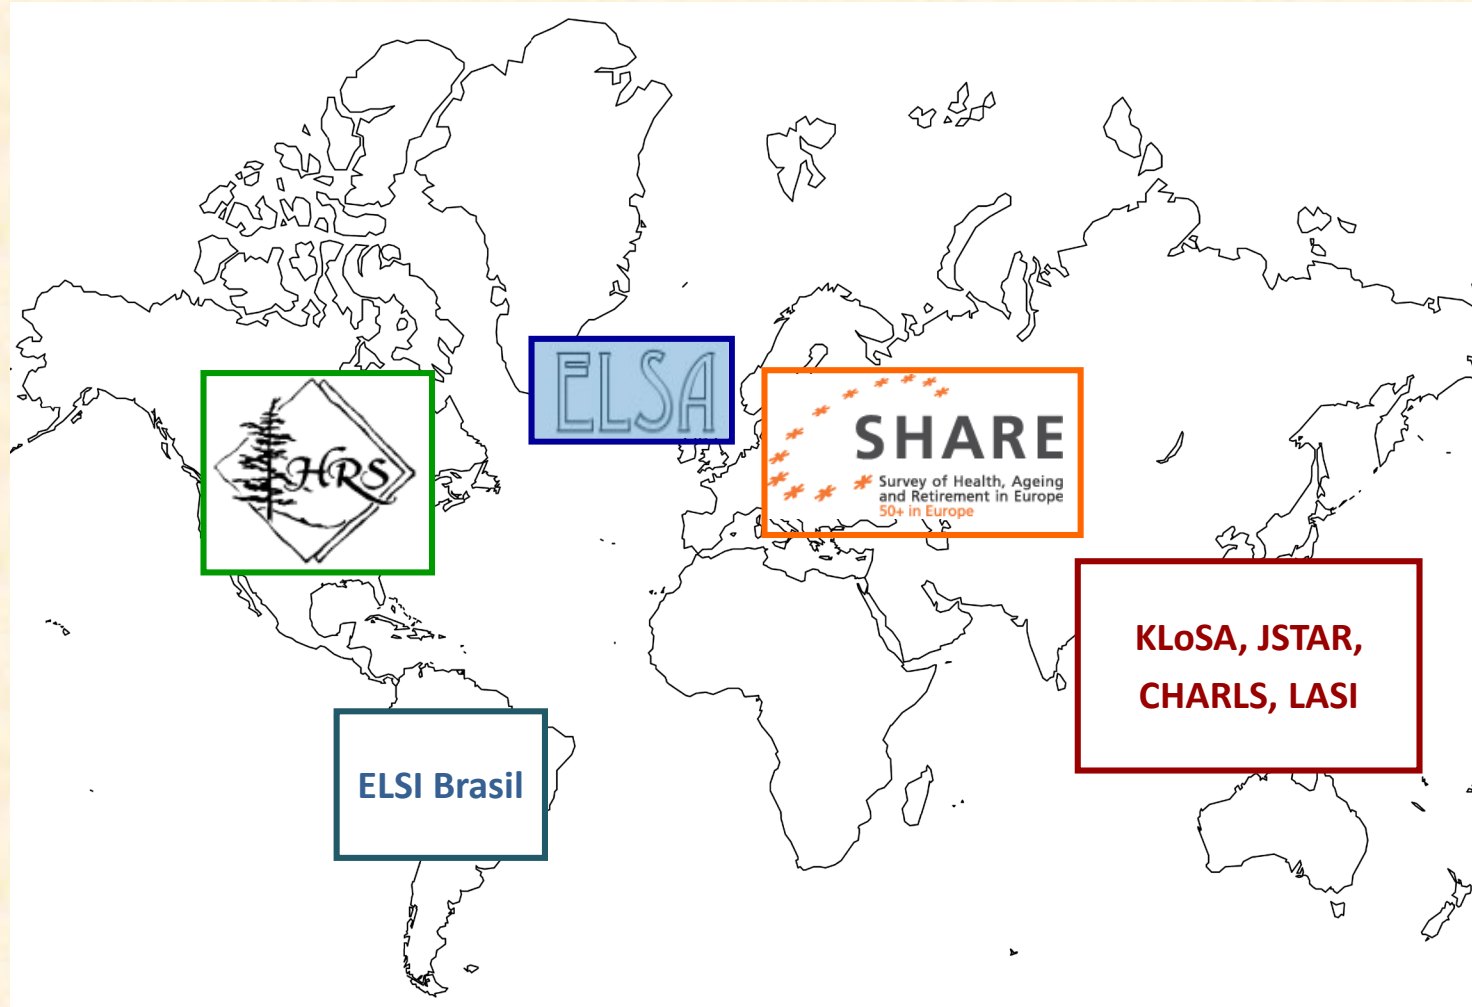 ELSA
HRS
SHARE
Survey of Health, Ageing
and Retirement in Europe
50+ in Europe
KLoSA, JSTAR,
CHARLS, LASI
ELSI Brasil